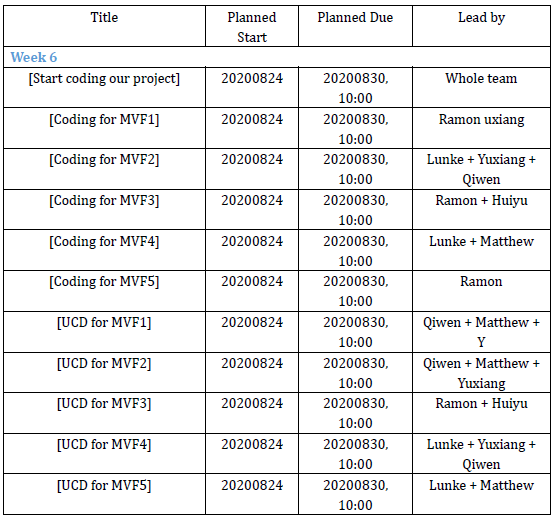 Title Planned Start Planned Due Lead by
Week 6
[Start coding our project] 20200824 20200830, 10:00 Whole team
[Coding for MVF1] 20200824 20200830, 10:00 Ramon uxiang
[Coding for MVF2] 20200824 20200830, 10:00 Lunke + Yuxiang + Qiwen
[Coding for MVF3] 20200824 20200830, 10:00 Ramon + Huiyu
[Coding for MVF4] 20200824 20200830, 10:00 Lunke + Matthew
[Coding for MVF5] 20200824 20200830, 10:00 Ramon
[UCD for MVF1] 20200824 20200830, 10:00 Qiwen + Matthew + Y
[UCD for MVF2] 20200824 20200830, 10:00 Qiwen + Matthew + Yuxiang
[UCD for MVF3] 20200824 20200830, 10:00 Ramon + Huiyu
[UCD for MVF4] 20200824 20200830, 10:00 Lunke + Yuxiang + Qiwen
[UCD for MVF5] 20200824 20200830, 10:00 Lunke + Matthew